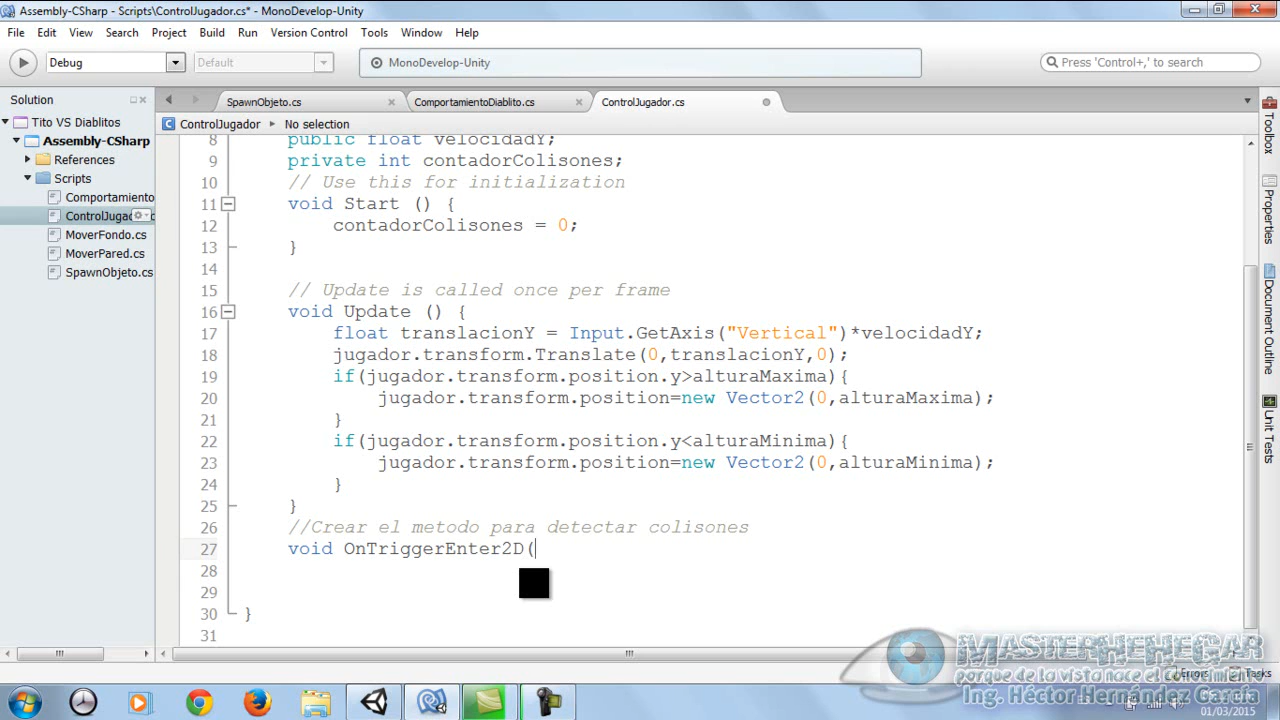 Assembly-CSharp - Scripts\ControlJugador.cs* - MonoDevelop-Unity
File Edit View Search Project Build Run Version Control Tools Window Help
Debug Default MonoDevelop-Unity Press 'Control+,' to search
Solution
SpawnObjeto.cs ComportamientoDiablito.cs ControlJugador.cs
ControlJugador No selection
Tito VS Diablitos
Assembly-CSharp
References
Scripts
Comportamiento
ControlJugad
MoverFondo.cs
MoverPared.cs
SpawnObjeto.cs
8 public float velocidadY;
9 private int contadorColisones;
10 // Use this for initialization
11 void Start () {
12 contadorColisones = 0;
13 }
14
15 // Update is called once per frame
16 void Update () {
17 float translacionY = Input.GetAxis("Vertical")*velocidadY;
18 jugador.transform.Translate(0,translacionY,0);
19 if(jugador.transform.position.y>alturaMaxima){
20 jugador.transform.position=new Vector2(0,alturaMaxima);
21 }
22 if(jugador.transform.position.y<alturaMinima){
23 jugador.transform.position=new Vector2(0,alturaMinima);
24 }
25 }
26 //Crear el metodo para detectar colisones
27 void OnTriggerEnter2D(
28
29
30 }
31
Toolbox
Properties
Document Outline
Unit Tests
MASTERHEHEGAR
porque de la vista nace el conocimiento
Ing. Héctor Hernández García
Errors Tasks
01/03/2015